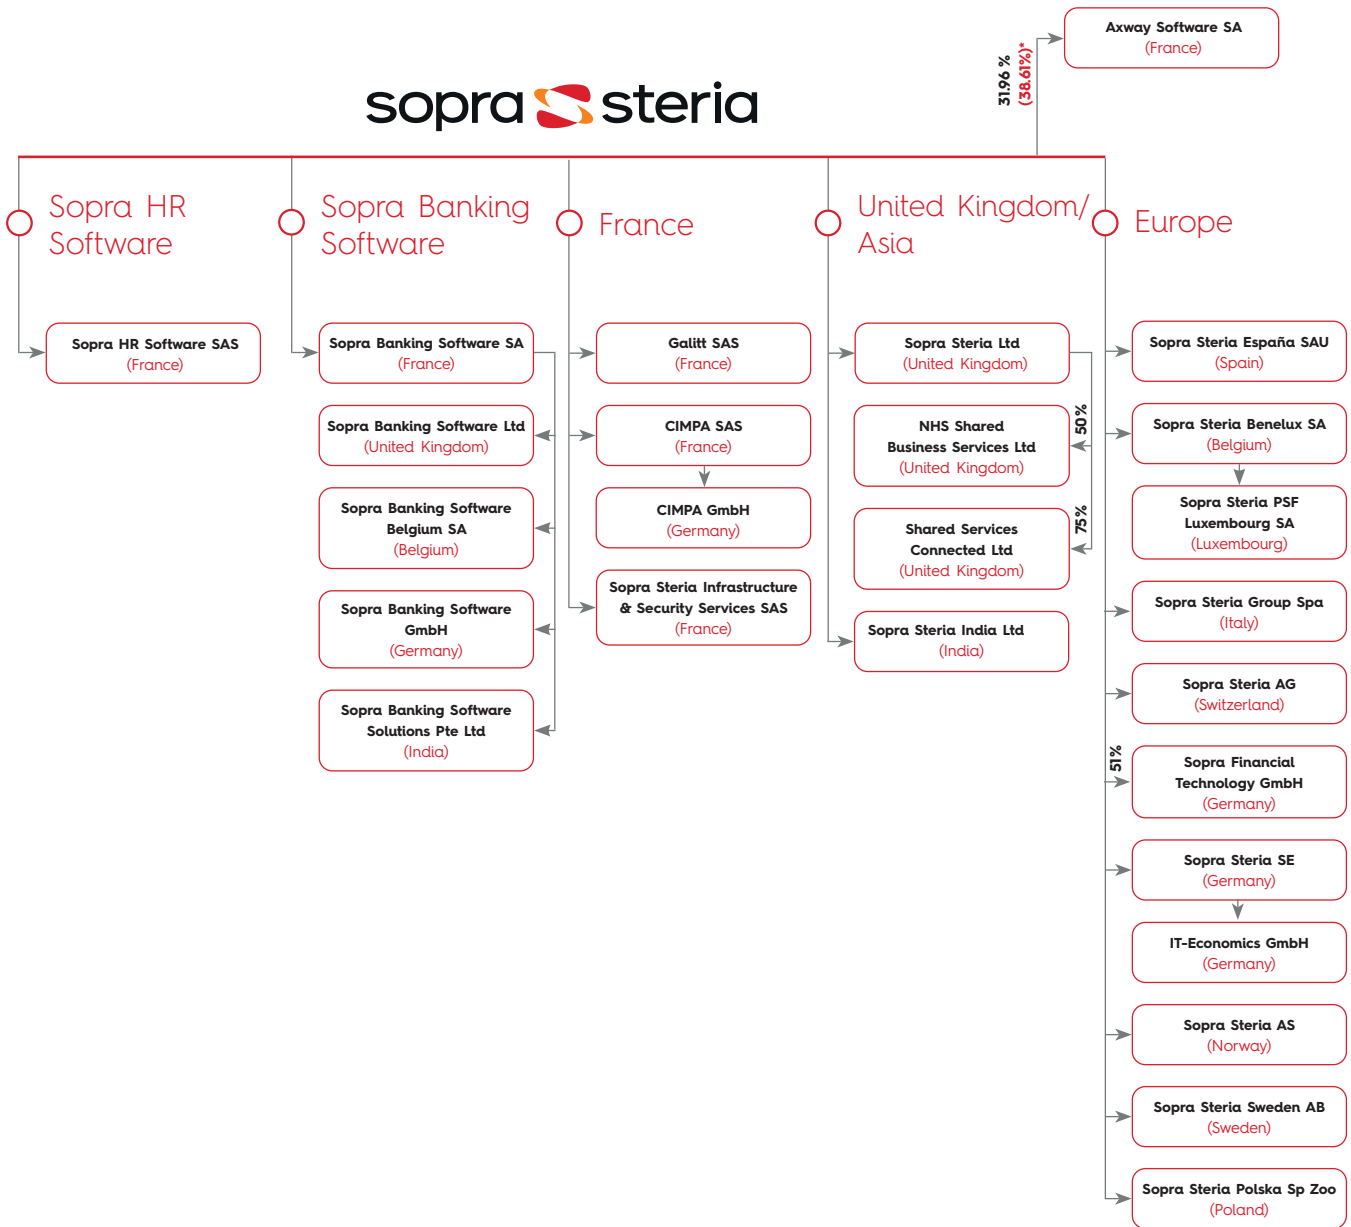 Axway Software SA
(France)
31.96 %
(38.61%)*
sopra steria
Sopra HR
Software
Sopra HR Software SAS
(France)
Sopra Banking
Software
Sopra Banking Software SA
(France)
Sopra Banking Software Ltd
(United Kingdom)
Sopra Banking Software
Belgium SA
(Belgium)
Sopra Banking Software
GmbH
(Germany)
Sopra Banking Software
Solutions Pte Ltd
(India)
France
Galitt SAS
(France)
CIMPA SAS
(France)
CIMPA GmbH
(Germany)
Sopra Steria Infrastructure
& Security Services SAS
(France)
United Kingdom/
Asia
Sopra Steria Ltd
(United Kingdom)
50%
NHS Shared
Business Services Ltd
(United Kingdom)
75%
Shared Services
Connected Ltd
(United Kingdom)
Sopra Steria India Ltd
(India)
Europe
Sopra Steria España SAU
(Spain)
Sopra Steria Benelux SA
(Belgium)
Sopra Steria PSF
Luxembourg SA
(Luxembourg)
Sopra Steria Group Spa
(Italy)
Sopra Steria AG
(Switzerland)
51%
Sopra Financial
Technology GmbH
(Germany)
Sopra Steria SE
(Germany)
IT-Economics GmbH
(Germany)
Sopra Steria AS
(Norway)
Sopra Steria Sweden AB
(Sweden)
Sopra Steria Polska Sp Zoo
(Poland)